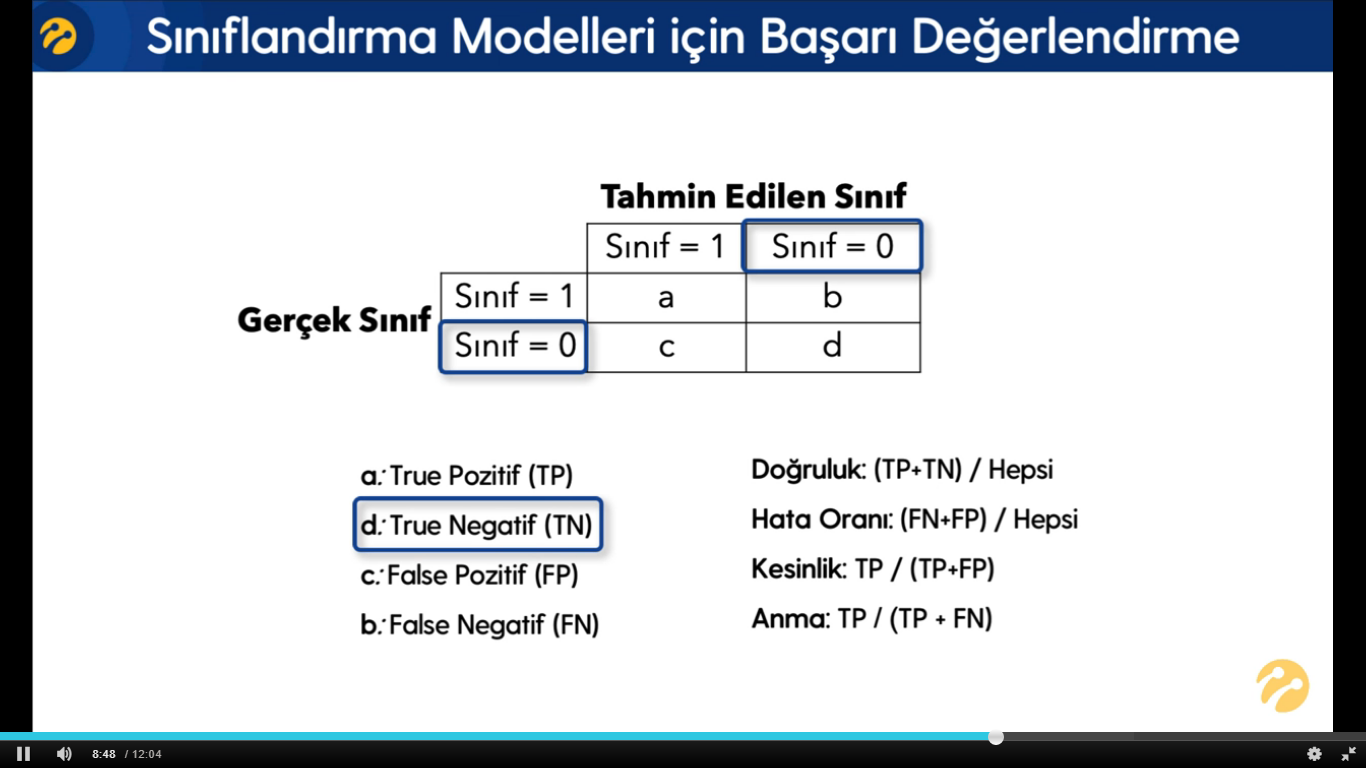 Sınıflandırma Modelleri için Başarı Değerlendirme
Tahmin Edilen Sınıf
Sınıf = 1 Sınıf = 0
Gerçek Sınıf
Sınıf = 1 a b
Sınıf = 0 c d
a: True Pozitif (TP)
d: True Negatif (TN)
c: False Pozitif (FP)
b: False Negatif (FN)
Doğruluk: (TP+TN) / Hepsi
Hata Oranı: (FN+FP) / Hepsi
Kesinlik: TP / (TP+FP)
Anma: TP / (TP + FN)
8:48 / 12:04